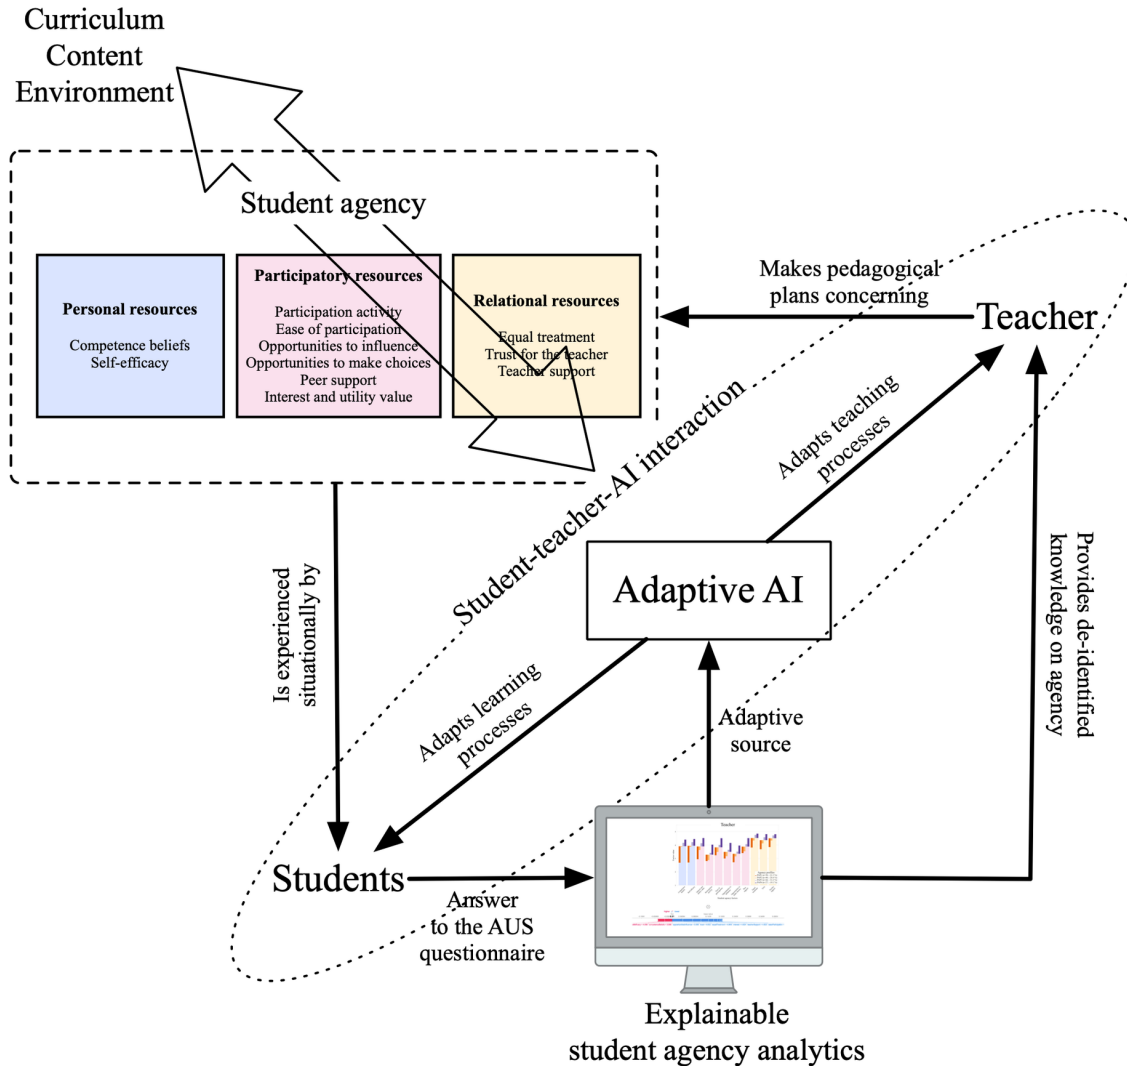 Curriculum
Content
Environment
Student agency
Personal resources
Competence beliefs
Self-efficacy
Participatory resources
Participation activity
Ease of participation
Opportunities to influence
Opportunities to make choices
Peer support
Interest and utility value
Relational resources
Equal treatment
Trust for the teacher
Teacher support
Makes pedagogical
plans concerning
Teacher
Student-teacher-AI interaction
Adapts teaching
processes
Adaptive AI
Is experienced
situationally by
Adapts learning
processes
Adaptive
source
Provides de-identified
knowledge on agency
Students
Answer
to the AUS
questionnaire
Teacher
Explainable
student agency analytics